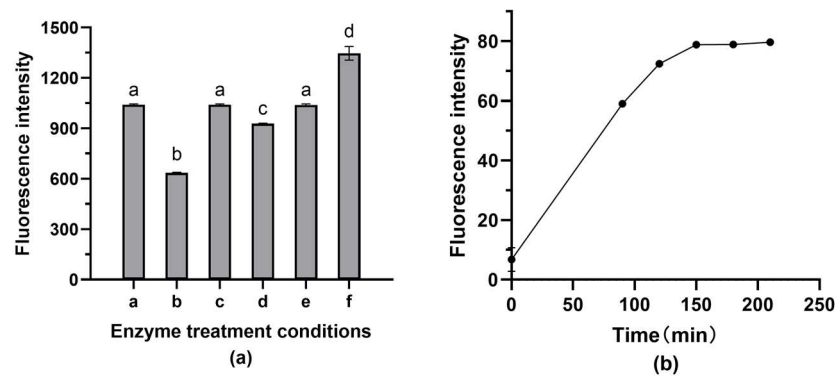 Fluorescence intensity
1500
1200
900
600
300
0
a
b
a
c
a
d
a
b
c
d
e
f
Enzyme treatment conditions
(a)
Fluorescence intensity
100
80
60
40
20
0
0
50
100
150
200
250
Time(min)
(b)